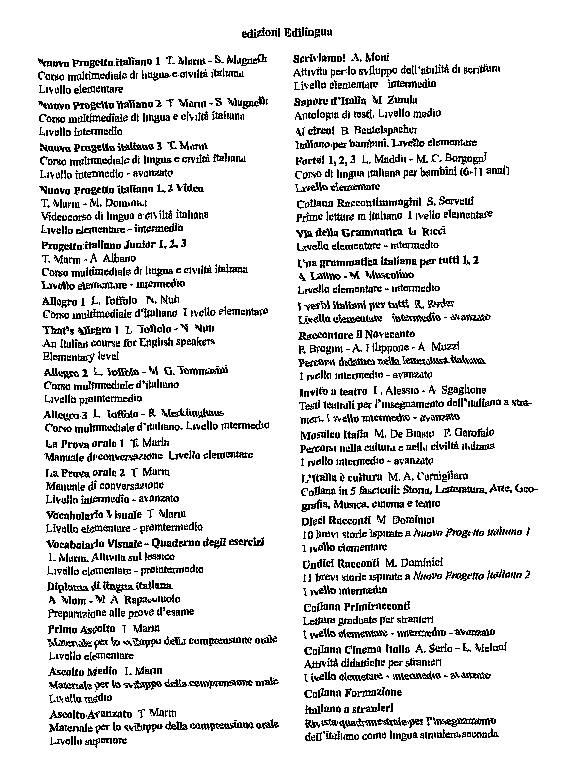 edizioni Edilingua
Nuovo Progetto italiano 1 T. Marin - S. Magnelli
Corso multimediale di lingua e civiltà italiana
Livello elementare
Nuovo Progetto italiano 2 T. Marin - S. Magnelli
Corso multimediale di lingua e civiltà italiana
Livello intermedio
Nuovo Progetto italiano 3 T. Marin
Corso multimediale di lingua e civiltà italiana
Livello intermedio - avanzato
Nuovo Progetto italiano 1, 2 Video
T. Marin - M. Dominici
Videocorso di lingua e civiltà italiana
Livello elementare - intermedio
Progetto italiano Junior 1, 2, 3
T. Marin - A. Albano
Corso multimediale di lingua e civiltà italiana
Livello elementare - intermedio
Allegro 1 L. Toffolo - N. Nuti
Corso multimediale d'italiano. Livello elementare
That's Allegro 1 L. Toffolo - N. Nuti
An Italian course for English speakers
Elementary level
Allegro 2 L. Toffolo - M. G. Tommasini
Corso multimediale d'italiano
Livello preintermedio
Allegro 3 L. Toffolo - R. Merklinghaus
Corso multimediale d'italiano. Livello intermedio
La Prova orale 1 T. Marin
Manuale di conversazione. Livello elementare
La Prova orale 2 T. Marin
Manuale di conversazione
Livello intermedio - avanzato
Vocabolario Visuale T. Marin
Livello elementare - preintermedio
Vocabolario Visuale - Quaderno degli esercizi
T. Marin. Attività sul lessico
Livello elementare - preintermedio
Diploma di lingua italiana
A. Moni - M. A. Rapacciuolo
Preparazione alle prove d'esame
Primo Ascolto T. Marin
Materiale per lo sviluppo della comprensione orale
Livello elementare
Ascolto Medio T. Marin
Materiale per lo sviluppo della comprensione orale
Livello medio
Ascolto Avanzato T. Marin
Materiale per lo sviluppo della comprensione orale
Livello superiore
Scriviamo! A. Moni
Attività per lo sviluppo dell'abilità di scrittura
Livello elementare - intermedio
Sapore d'Italia M. Zurula
Antologia di testi. Livello medio
Al circo! B. Beutelspacher
Italiano per bambini. Livello elementare
Forte! 1, 2, 3 L. Maddii - M. C. Borgogni
Corso di lingua italiana per bambini (6-11 anni)
Livello elementare
Collana Raccontimmagini S. Servetti
Prime letture in italiano. Livello elementare
Via della Grammatica G. Ricci
Livello elementare - intermedio
Una grammatica italiana per tutti 1, 2
A. Latino - M. Muscolino
Livello elementare - intermedio
I verbi italiani per tutti R. Ryder
Livello elementare - intermedio - avanzato
Raccontare il Novecento
P. Brogini - A. Filippone - A. Muzzi
Percorsi didattici nella letteratura italiana
Livello intermedio - avanzato
Invito a teatro L. Alessio - A. Sgaglione
Testi teatrali per l'insegnamento dell'italiano a stra-
nieri. Livello intermedio - avanzato
Mosaico Italia M. De Biasio - P. Garofalo
Percorsi nella cultura e nella civiltà italiana
Livello intermedio - avanzato
L'Italia è cultura M. A. Cernigliaro
Collana in 5 fascicoli: Storia, Letteratura, Arte, Geo-
grafia, Musica, cinema e teatro
Dieci Racconti M. Dominici
10 brevi storie ispirate a Nuovo Progetto italiano 1
Livello elementare
Undici Racconti M. Dominici
11 brevi storie ispirate a Nuovo Progetto italiano 2
Livello intermedio
Collana Primiracconti
Letture graduate per stranieri
Livello elementare - intermedio - avanzato
Collana Cinema Italia A. Serio - E. Meloni
Attività didattiche per stranieri
Livello elementare - intermedio - avanzato
Collana Formazione
italiano a stranieri
Rivista quadrimestrale per l'insegnamento
dell'italiano come lingua straniera/seconda